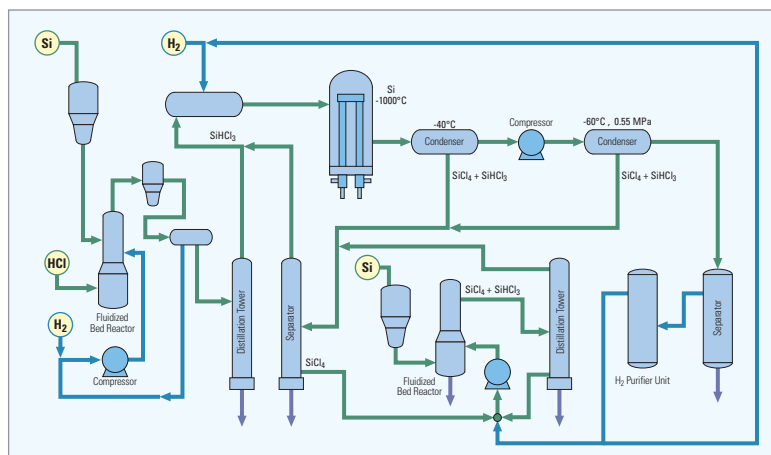 Si
H₂
Si
~1000°C
-40°C
Condenser
Compressor
-60°C , 0.55 MPa
Condenser
SiHCl₃
SiCl₄ + SiHCl₃
SiCl₄ + SiHCl₃
HCl
Fluidized
Bed Reactor
H₂
Compressor
Distillation Tower
Separator
SiCl₄
Si
SiCl₄ + SiHCl₃
Fluidized
Bed Reactor
Distillation Tower
H₂ Purifier Unit
Separator